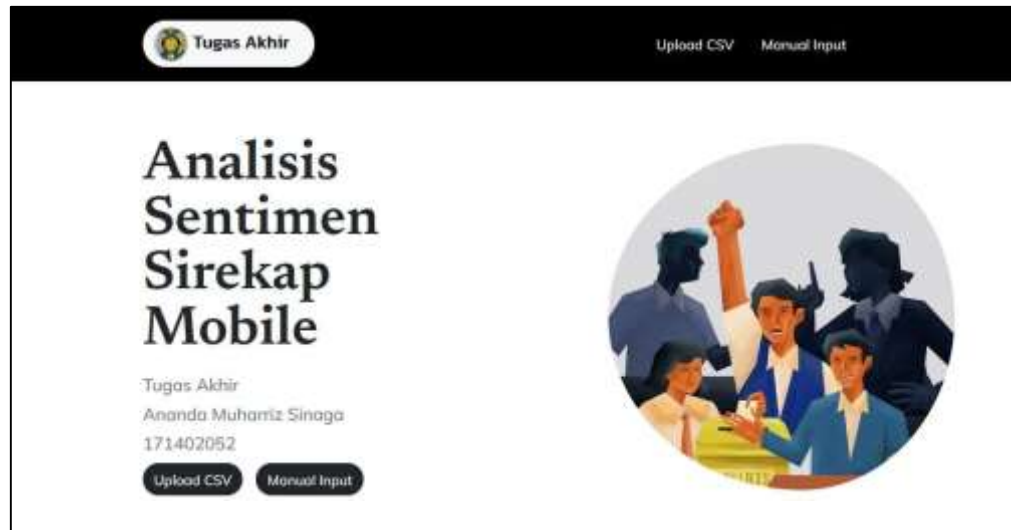 Tugas Akhir
Upload CSV Manual Input
Analisis
Sentimen
Sirekap
Mobile
Tugas Akhir
Ananda Muharriz Sinaga
171402052
Upload CSV Manual Input